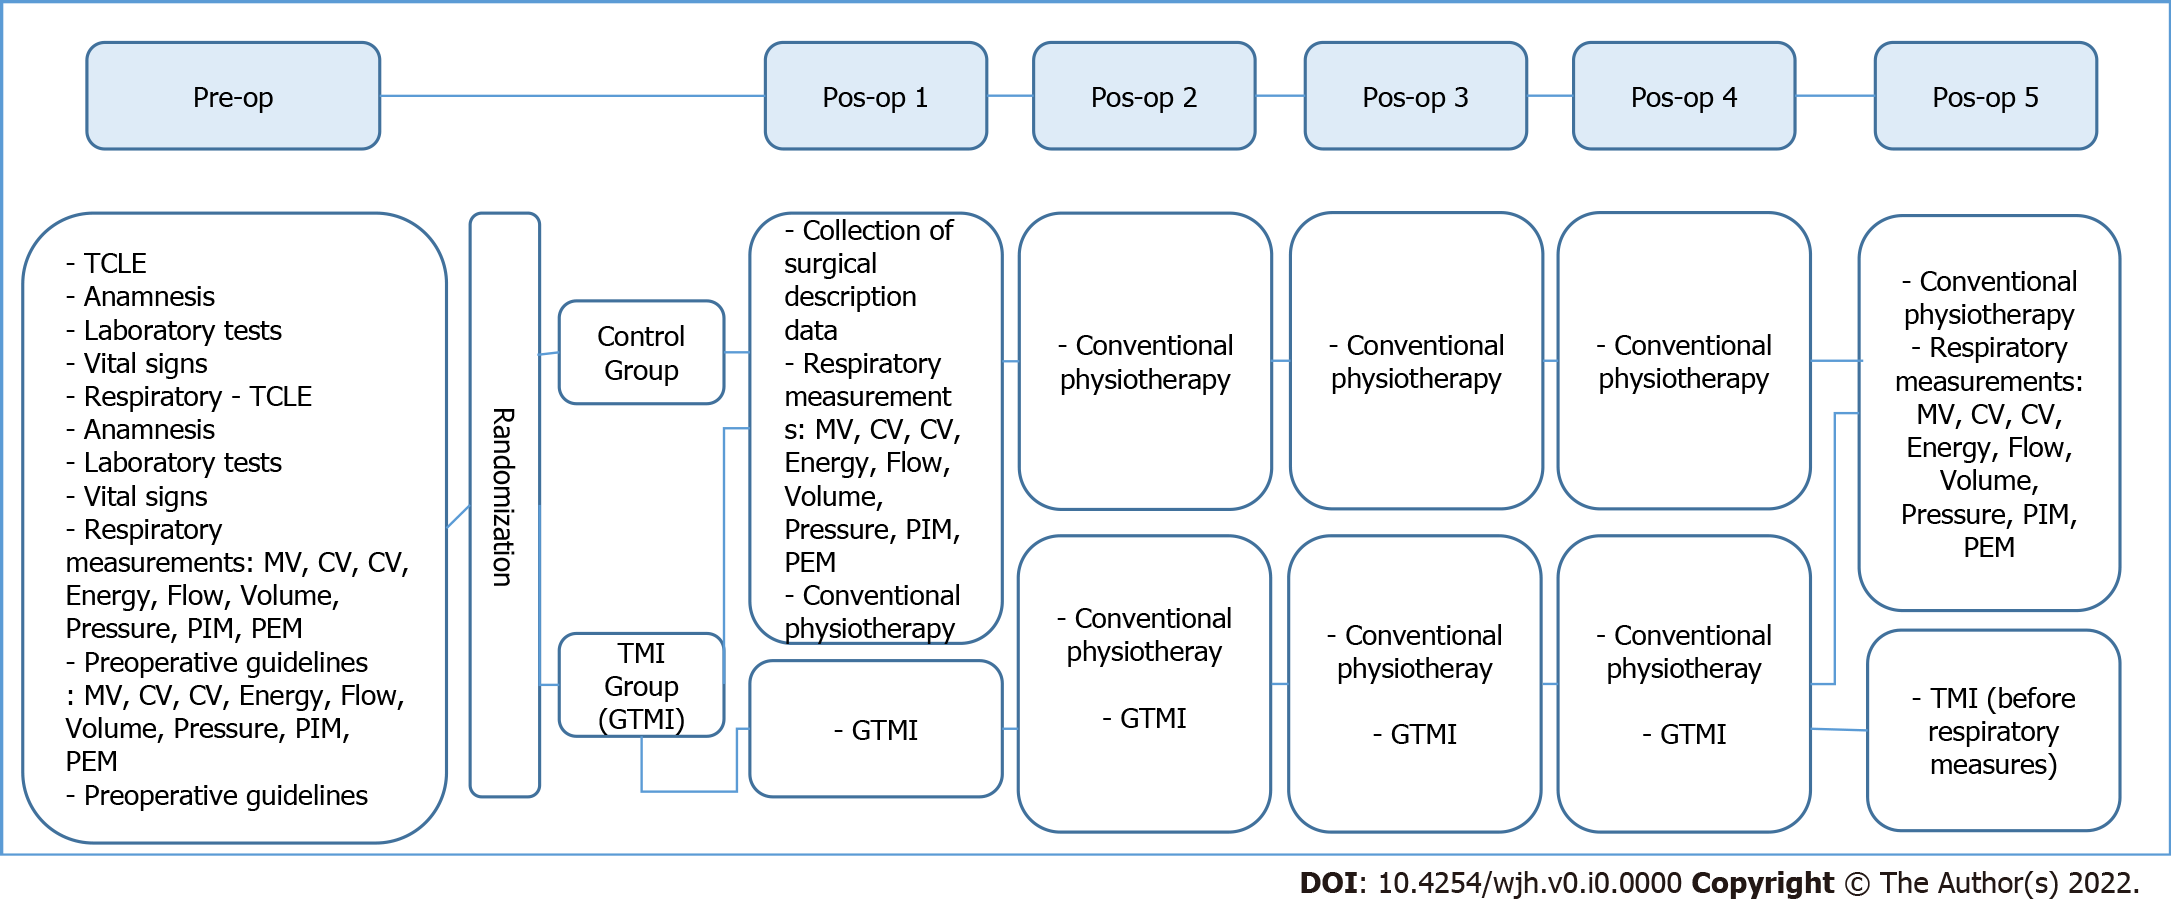 Pre-op
Pos-op 1
Pos-op 2
Pos-op 3
Pos-op 4
Pos-op 5
- TCLE
- Anamnesis
- Laboratory tests
- Vital signs
- Respiratory - TCLE
- Anamnesis
- Laboratory tests
- Vital signs
- Respiratory
measurements: MV, CV, CV,
Energy, Flow, Volume,
Pressure, PIM, PEM
- Preoperative guidelines
: MV, CV, CV, Energy, Flow,
Volume, Pressure, PIM,
PEM
- Preoperative guidelines
Randomization
Control
Group
TMI
Group
(GTMI)
- Collection of
surgical
description
data
- Respiratory
measurement
s: MV, CV, CV,
Energy, Flow,
Volume,
Pressure, PIM,
PEM
- Conventional
physiotherapy
- GTMI
- Conventional
physiotherapy
- Conventional
physiotheray
- GTMI
- Conventional
physiotherapy
- Conventional
physiotheray
- GTMI
- Conventional
physiotherapy
- Conventional
physiotheray
- GTMI
- Conventional
physiotherapy
- Respiratory
measurements:
MV, CV, CV,
Energy, Flow,
Volume,
Pressure, PIM,
PEM
- TMI (before
respiratory
measures)
DOI: 10.4254/wjh.v0.i0.0000 Copyright © The Author(s) 2022.